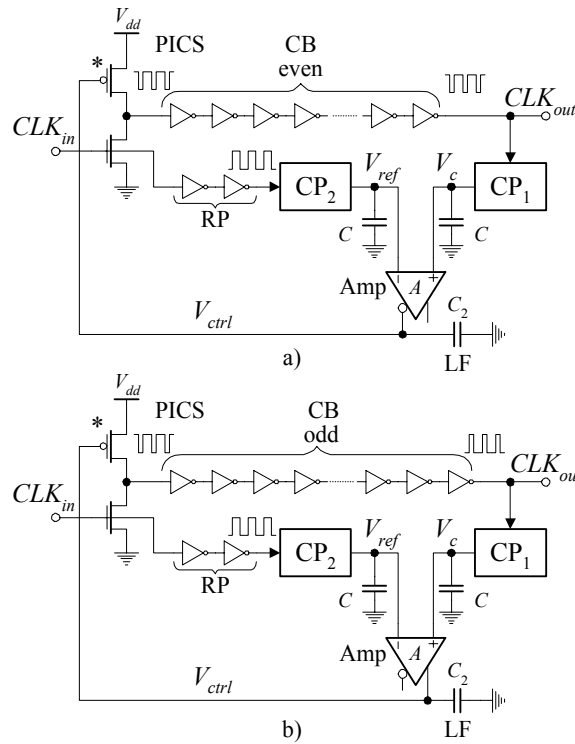 V_dd
PICS
CB
even
*
CLK_in
CLK_out
V_ref
V_c
CP_2
CP_1
RP
C
C
Amp
− A +
C_2
V_ctrl
LF
a)
V_dd
PICS
CB
odd
*
CLK_in
CLK_ou
V_ref
V_c
CP_2
CP_1
RP
C
C
Amp
− A +
C_2
V_ctrl
LF
b)